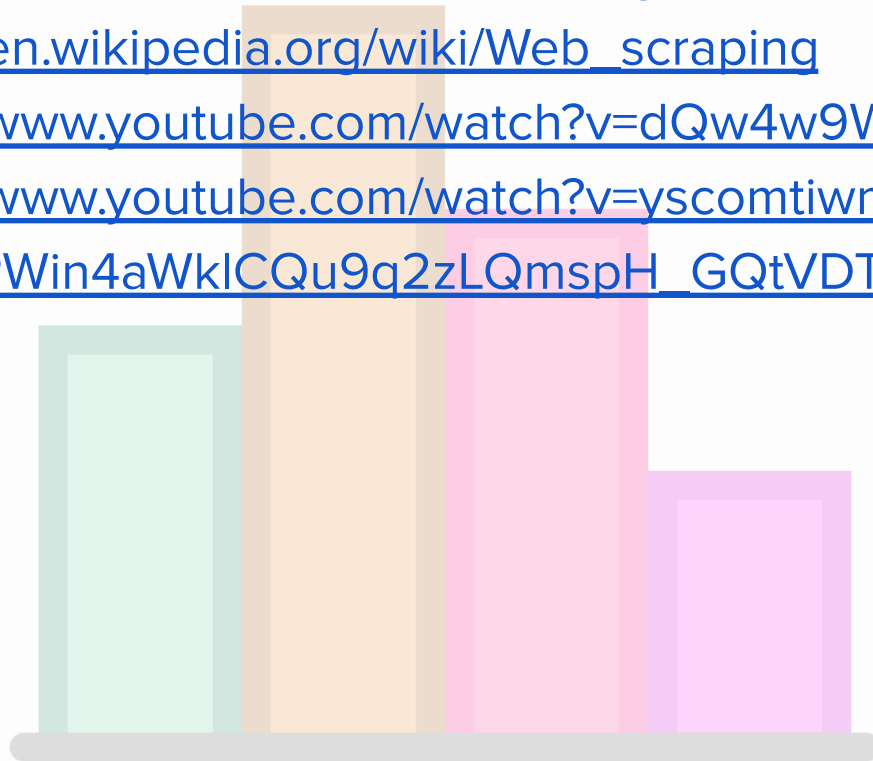 en.wikipedia.org/wiki/Web_scraping
www.youtube.com/watch?v=dQw4w9W
www.youtube.com/watch?v=yscomtiwn
Win4aWklCQu9q2zLQmspH_GQtVDT